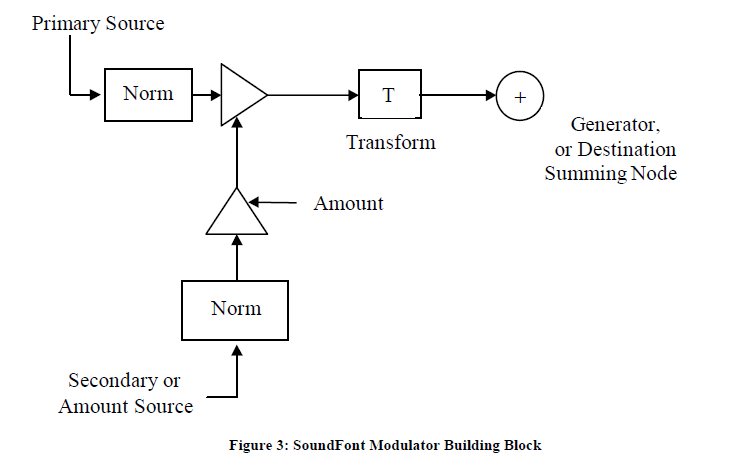 Primary Source
Norm
T
+
Transform
Generator,
or Destination
Summing Node
Amount
Norm
Secondary or
Amount Source
Figure 3: SoundFont Modulator Building Block